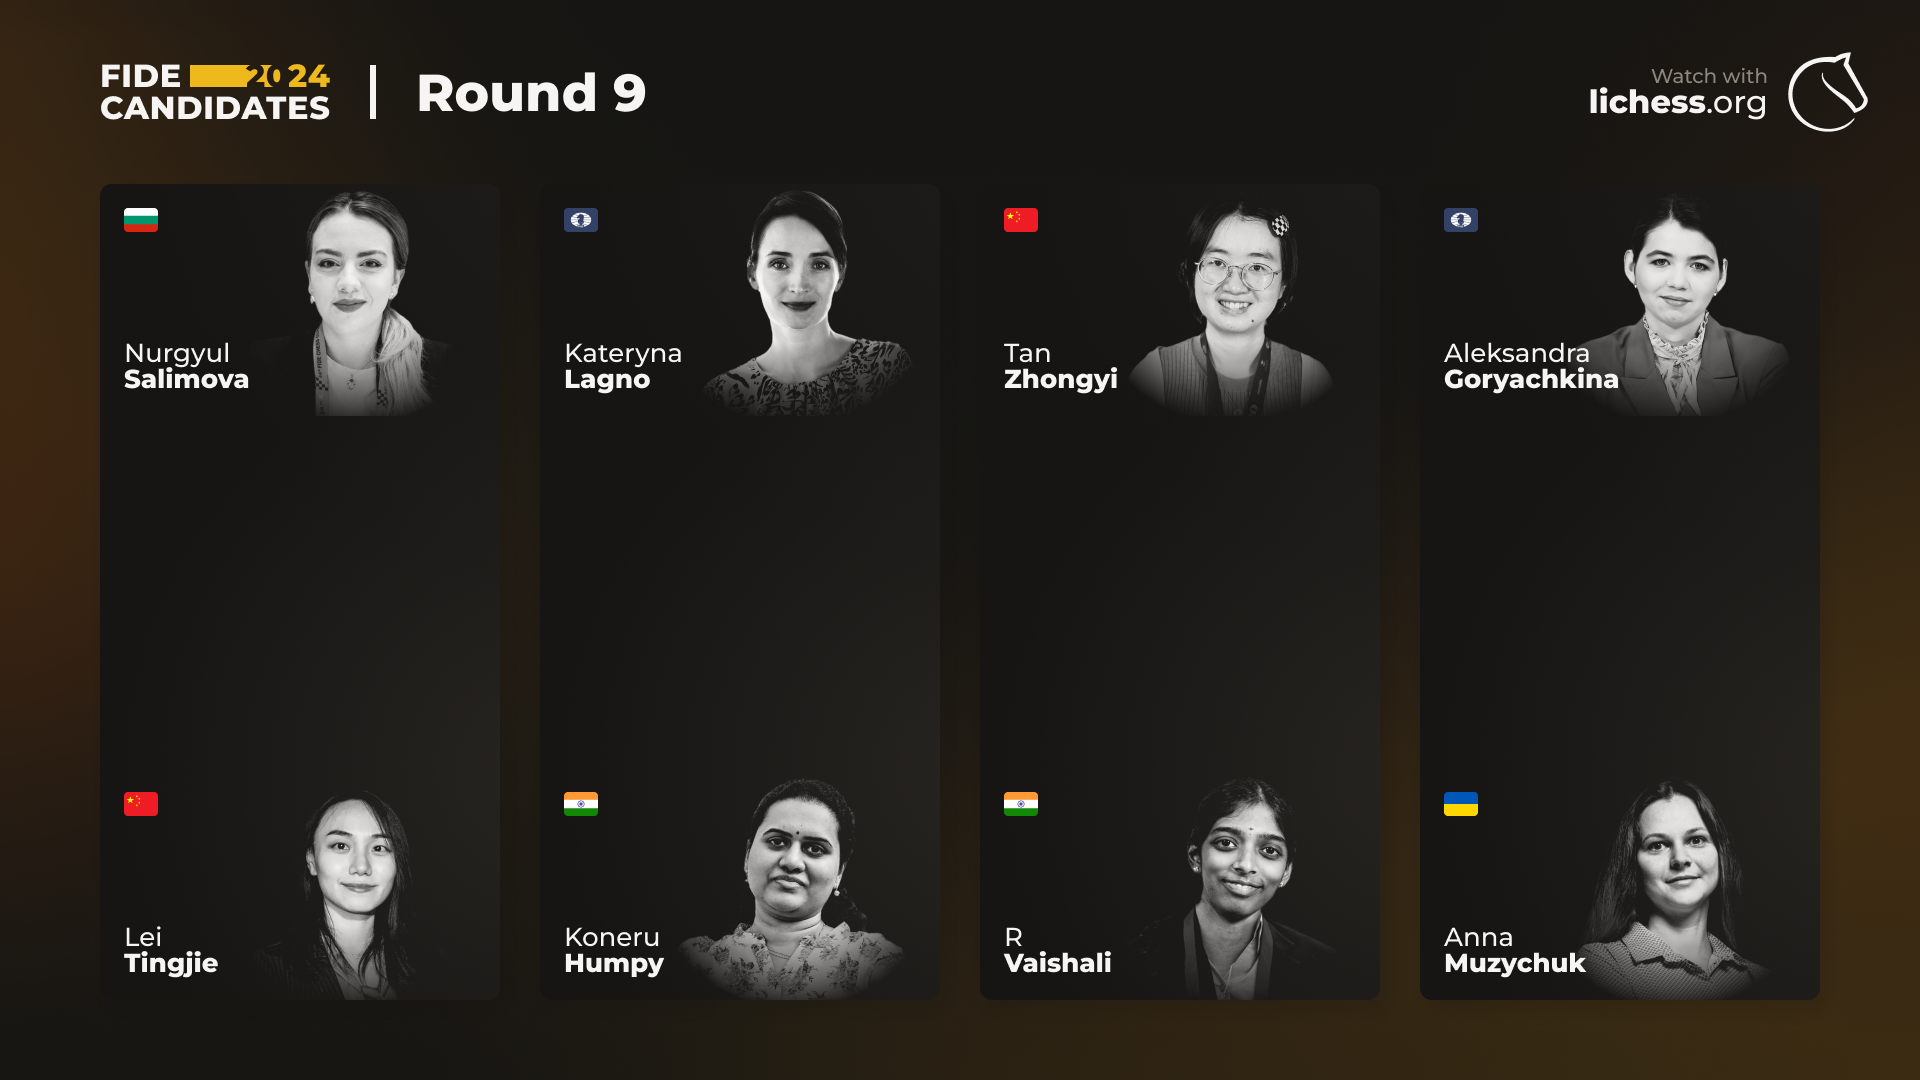 FIDE 2024
CANDIDATES
Round 9
Watch with
lichess.org
Nurgyul
Salimova
Kateryna
Lagno
Tan
Zhongyi
Aleksandra
Goryachkina
Lei
Tingjie
Koneru
Humpy
R
Vaishali
Anna
Muzychuk